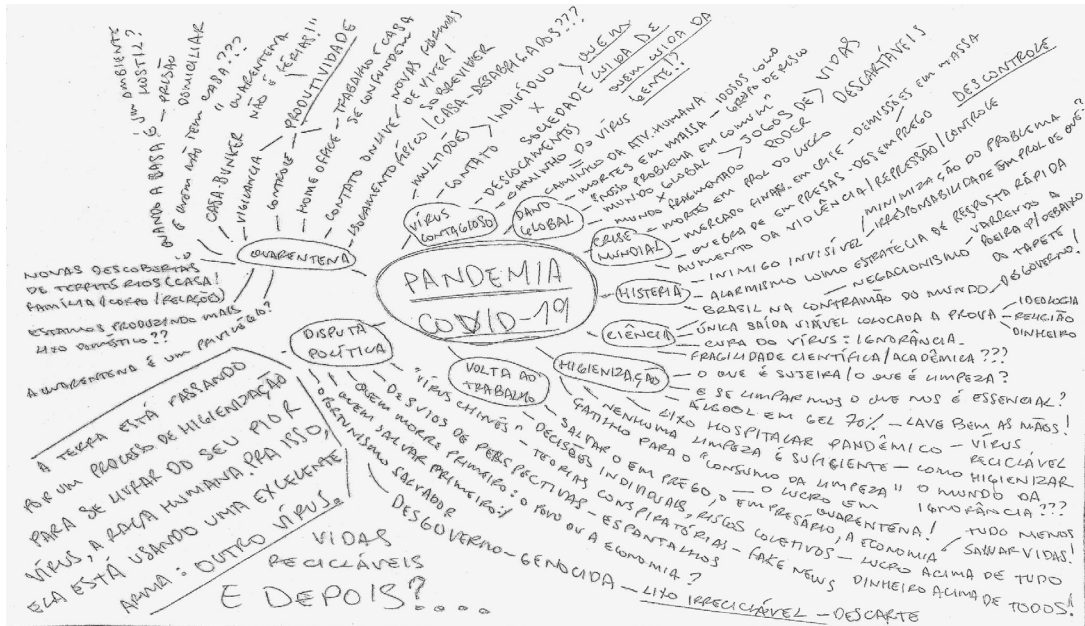 PANDEMIA
COVID-19
QUARENTENA
QUANDO A CASA É UM AMBIENTE HOSTIL?
E QUEM NÃO TEM CASA???
CASA-BUNKER – PRISÃO DOMICILIAR
VIGILÂNCIA "QUARENTENA NÃO É FÉRIAS!!"
CONTROLE – PRODUTIVIDADE
HOME OFFICE – TRABALHO E CASA SE CONFUNDEM
CONTATO ONLINE – NOVAS FORMAS DE VIVER!
ISOLAMENTO FÍSICO / CASA – DESABRIGADOS???
SOBREVIVER
NOVAS DESCOBERTAS
DE TERRITÓRIOS (CASA/
FAMÍLIA/CORPO/RELAÇÕES)
ESTAMOS PRODUZINDO MAIS
LIXO DOMÉSTICO??
A QUARENTENA É UM PRIVILÉGIO?
VÍRUS
CONTAGIOSO
MULTIDÕES > INDIVÍDUO X SOCIEDADE
CONTATO
QUEM CUIDA DE QUEM CUIDA DA GENTE!?
DESLOCAMENTOS
CAMINHO DO VÍRUS
CAMINHO DA ATV. HUMANA
DANO
GLOBAL
MORTES EM MASSA – IDOSOS COMO GRUPO DE RISCO
"NOSSO PROBLEMA EM COMUM"
MUNDO GLOBAL
X
MUNDO FRAGMENTADO
JOGOS DE PODER
VIDAS DESCARTÁVEIS
CRISE
MUNDIAL
MORTES EM PROL DO LUCRO
MERCADO FINAN. EM CRISE – DEMISSÕES EM MASSA
QUEBRA DE EMPRESAS – DESEMPREGO
AUMENTO DA VIOLÊNCIA / REPRESSÃO / CONTROLE
DESCONTROLE
HISTERIA
INIMIGO INVISÍVEL / MINIMIZAÇÃO DO PROBLEMA
IRRESPONSABILIDADE EM PROL DE QUÊ?
ALARMISMO COMO ESTRATÉGIA DE RESPOSTA RÁPIDA
BRASIL NA CONTRAMÃO DO MUNDO – DESGOVERNO!
NEGACIONISMO – VARRENDO A POEIRA P/ DEBAIXO DO TAPETE
CIÊNCIA
ÚNICA SAÍDA VIÁVEL COLOCADA A PROVA – IDEOLOGIA
RELIGIÃO
DINHEIRO
CURA DO VÍRUS: IGNORÂNCIA.
FRAGILIDADE CIENTÍFICA/ACADÊMICA???
HIGIENIZAÇÃO
O QUE É SUJEIRA/O QUE É LIMPEZA?
E SE LIMPARMOS O QUE NOS É ESSENCIAL?
ÁLCOOL EM GEL 70% – LAVE BEM AS MÃOS!
LIXO HOSPITALAR PANDÊMICO – VÍRUS RECICLÁVEL
NENHUMA LIMPEZA É SUFICIENTE – COMO HIGIENIZAR O MUNDO DA IGNORÂNCIA???
GATILHO PARA O "CONSUMO DA LIMPEZA" – O LUCRO EM QUARENTENA!
VOLTA AO
TRABALHO
SALVAR O EMPREGO, O EMPRESÁRIO, A ECONOMIA / TUDO MENOS SALVAR VIDAS!
DECISÕES INDIVIDUAIS, RISCOS COLETIVOS – LUCRO ACIMA DE TUDO
DINHEIRO ACIMA DE TODOS!
DISPUTA
POLÍTICA
"VÍRUS CHINÊS" – TEORIAS CONSPIRATÓRIAS – FAKE NEWS
DESVIOS DE PERSPECTIVAS – ESPANTALHOS
QUEM MORRE PRIMEIRO: O POVO OU A ECONOMIA?
QUEM SALVAR PRIMEIRO:
OPORTUNISMO SALVADOR
DESGOVERNO – GENOCIDA – LIXO IRRECICLÁVEL – DESCARTE
A TERRA ESTÁ PASSANDO
POR UM PROCESSO DE HIGIENIZAÇÃO
PARA SE LIVRAR DO SEU PIOR
VÍRUS, A RAÇA HUMANA, PRA ISSO,
ELA ESTÁ USANDO UMA EXCELENTE
ARMA: OUTRO VÍRUS.
VIDAS
RECICLÁVEIS
E DEPOIS?....